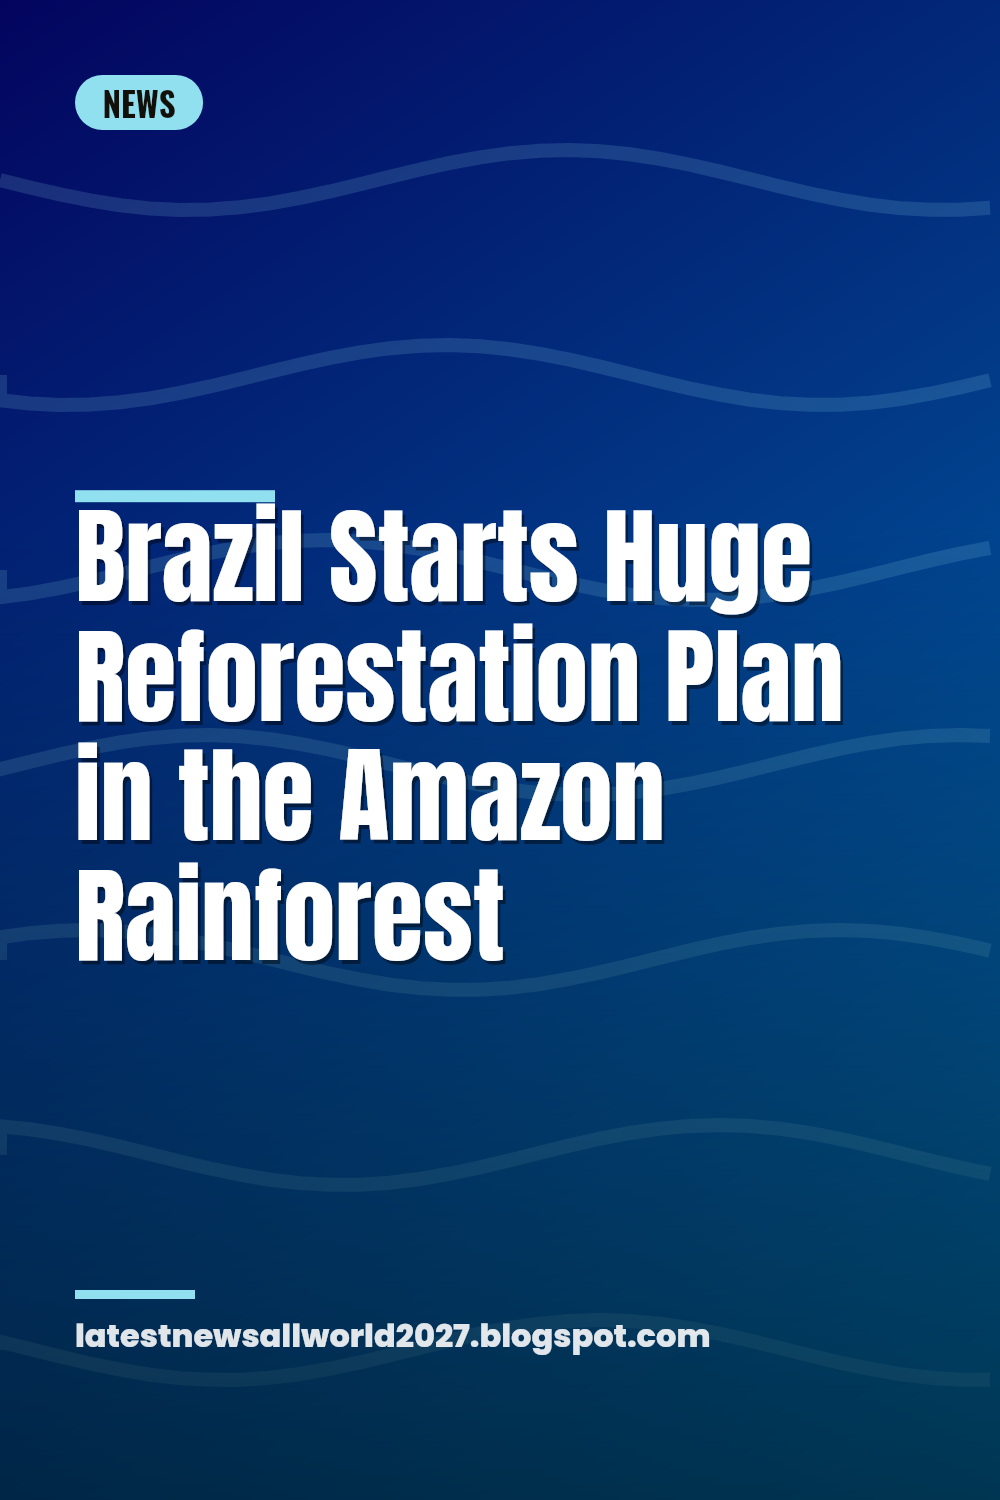 NEWS
Brazil Starts Huge
Reforestation Plan
in the Amazon
Rainforest
latestnewsallworld2027.blogspot.com